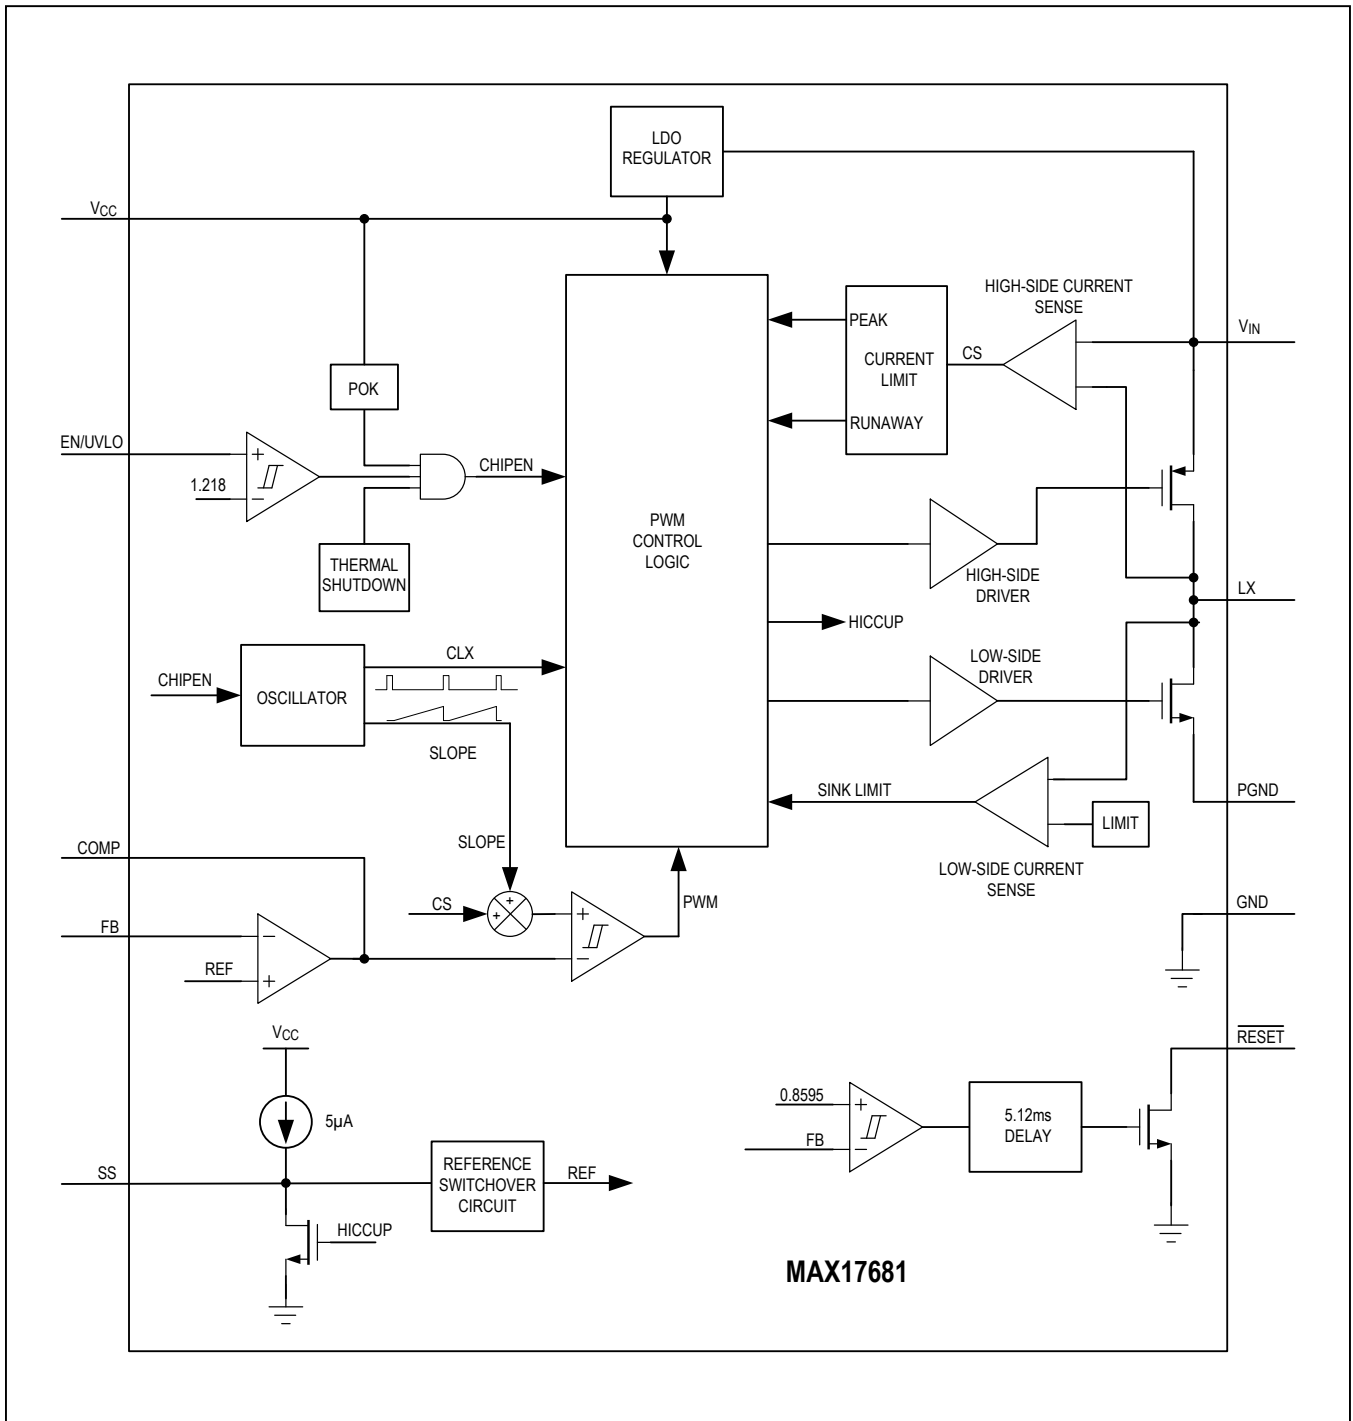 LDO
REGULATOR
VCC
HIGH-SIDE CURRENT
SENSE
PEAK
VIN
CS
CURRENT
LIMIT
POK
RUNAWAY
EN/UVLO
+
CHIPEN
1.218
−
PWM
CONTROL
LOGIC
THERMAL
SHUTDOWN
HIGH-SIDE
DRIVER
LX
HICCUP
CLX
LOW-SIDE
DRIVER
CHIPEN
OSCILLATOR
SLOPE
SINK LIMIT
PGND
LIMIT
SLOPE
COMP
LOW-SIDE CURRENT
SENSE
CS
+
+
+
PWM
GND
FB
−
−
REF
+
VCC
RESET
0.8595
+
5µA
5.12ms
DELAY
FB
−
SS
REFERENCE
SWITCHOVER
CIRCUIT
REF
HICCUP
MAX17681